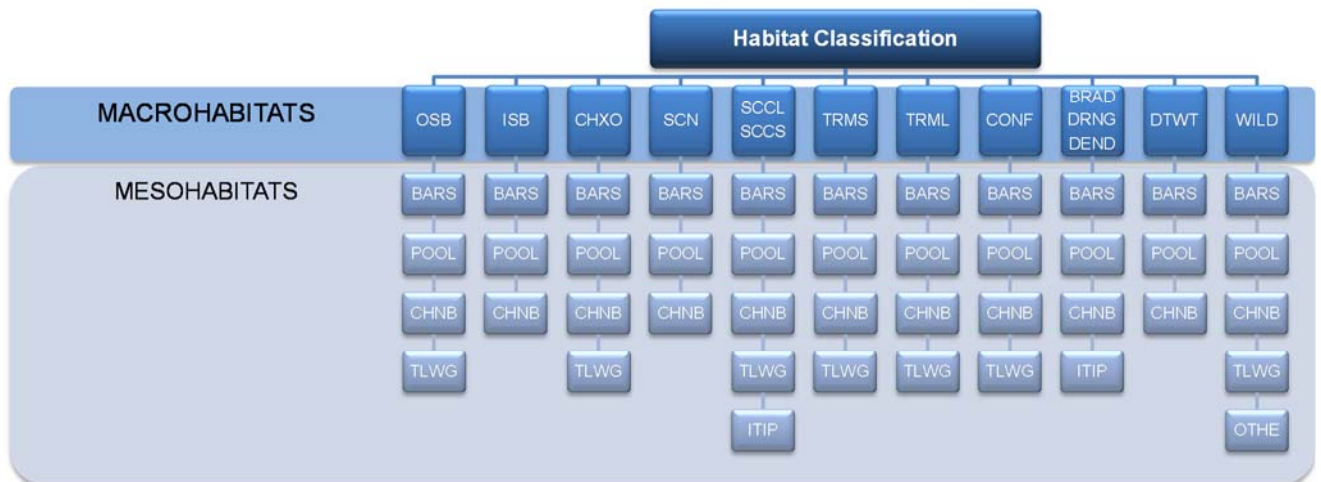 Habitat Classification
MACROHABITATS
OSB
ISB
CHXO
SCN
SCCL
SCCS
TRMS
TRML
CONF
BRAD
DRNG
DEND
DTWT
WILD
MESOHABITATS
BARS BARS BARS BARS BARS BARS BARS BARS BARS BARS BARS
POOL POOL POOL POOL POOL POOL POOL POOL POOL POOL POOL
CHNB CHNB CHNB CHNB CHNB CHNB CHNB CHNB CHNB CHNB CHNB
TLWG TLWG TLWG TLWG TLWG TLWG ITIP TLWG
ITIP OTHE